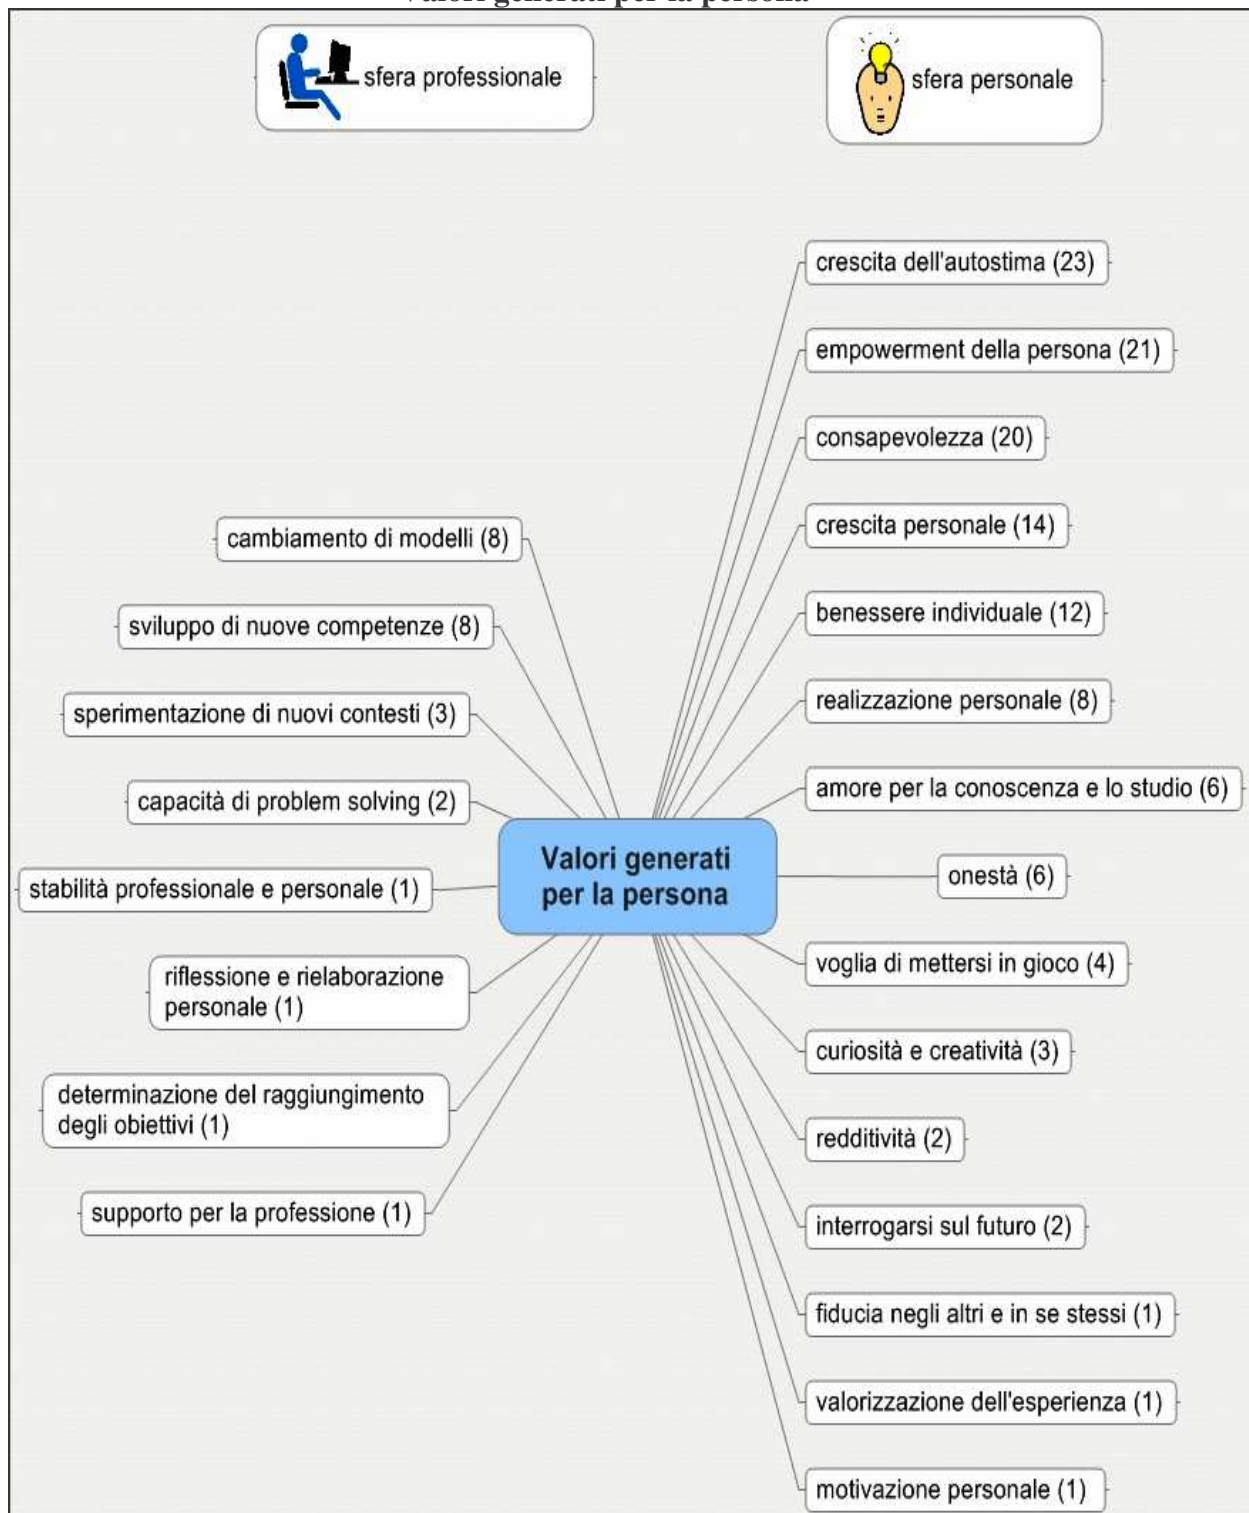 Valori generati per la persona
sfera professionale
sfera personale
cambiamento di modelli (8)
sviluppo di nuove competenze (8)
sperimentazione di nuovi contesti (3)
capacità di problem solving (2)
stabilità professionale e personale (1)
riflessione e rielaborazione
personale (1)
determinazione del raggiungimento
degli obiettivi (1)
supporto per la professione (1)
Valori generati
per la persona
crescita dell'autostima (23)
empowerment della persona (21)
consapevolezza (20)
crescita personale (14)
benessere individuale (12)
realizzazione personale (8)
amore per la conoscenza e lo studio (6)
onestà (6)
voglia di mettersi in gioco (4)
curiosità e creatività (3)
redditività (2)
interrogarsi sul futuro (2)
fiducia negli altri e in se stessi (1)
valorizzazione dell'esperienza (1)
motivazione personale (1)